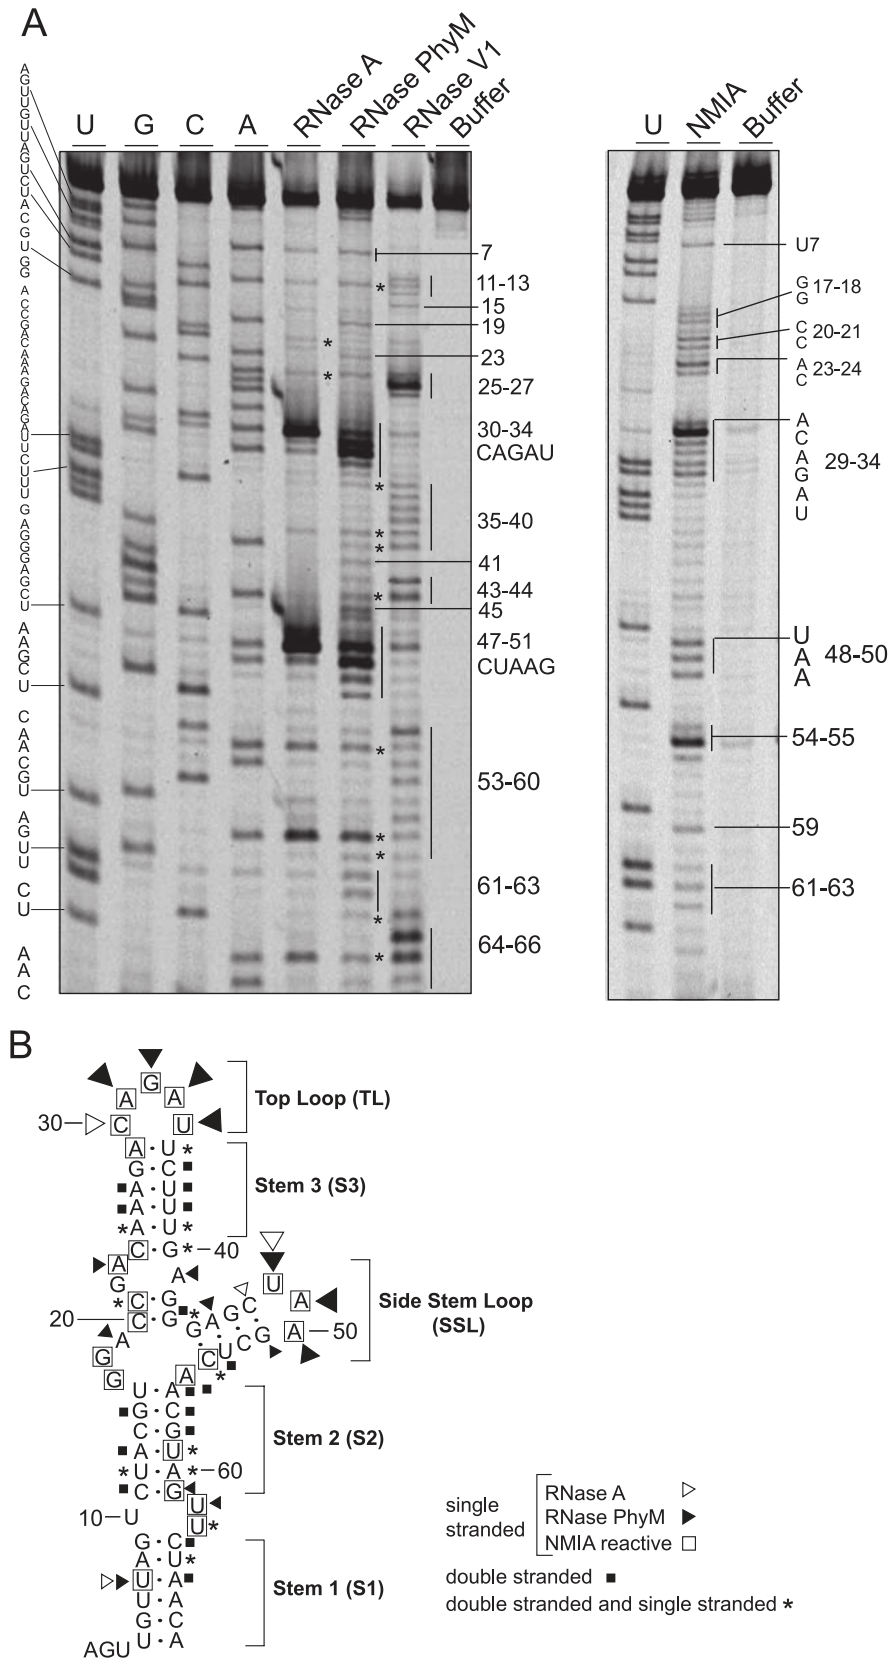 A
U
G
C
A
RNase A
RNase PhyM
RNase V1
Buffer
U
NMIA
Buffer
A
G
U
U
G
U
U
A
G
U
C
U
A
C
G
U
G
G
A
C
C
G
A
C
A
A
A
G
A
C
A
G
A
U
U
C
U
U
U
G
A
G
G
G
A
G
C
U
A
A
G
C
U
C
A
A
C
G
U
A
G
U
U
C
U
A
A
C
7
11-13
15
19
23
25-27
30-34
CAGAU
35-40
41
43-44
45
47-51
CUAAG
53-60
61-63
64-66
U7
G
G
17-18
C
C
20-21
A
C
23-24
A
C
A
G
A
U
29-34
U
A
A
48-50
54-55
59
61-63
B
G
A A
30 C U
Top Loop (TL)
A · U *
G · C
A · U
A · U
* A · U *
Stem 3 (S3)
C · G * 40
A A
G G
* C · G *
20 C · G
G A G C U A
A 50
C U C G
Side Stem Loop
(SSL)
A
G
G
A
U · A
G · C
C · G
A · U *
* U · A * 60
C · G
Stem 2 (S2)
10 U
U
U *
G · C
A · U *
U · A
U · A
G · C
AGU U · A
Stem 1 (S1)
single
stranded
RNase A
RNase PhyM
NMIA reactive
double stranded
double stranded and single stranded *